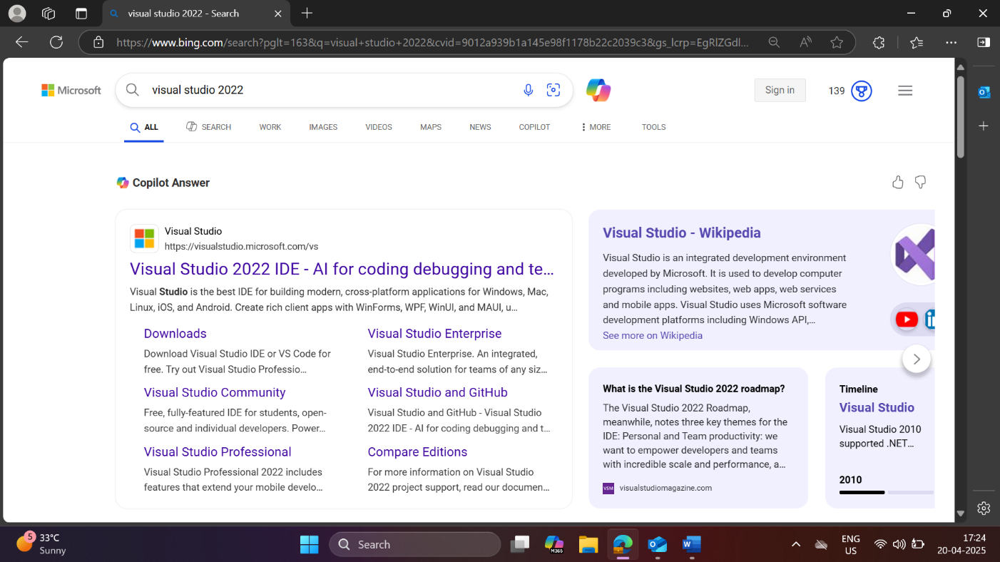 visual studio 2022 - Search
https://www.bing.com/search?pglt=163&q=visual+studio+2022&cvid=9012a939b1a145e98f1178b22c2039c3&gs_lcrp=EgRlZGdl...
Microsoft
visual studio 2022
Sign in
139
ALL
SEARCH
WORK
IMAGES
VIDEOS
MAPS
NEWS
COPILOT
MORE
TOOLS
Copilot Answer
Visual Studio
https://visualstudio.microsoft.com/vs
Visual Studio 2022 IDE - AI for coding debugging and te...
Visual Studio is the best IDE for building modern, cross-platform applications for Windows, Mac,
Linux, iOS, and Android. Create rich client apps with WinForms, WPF, WinUI, and MAUI, u...
Downloads
Download Visual Studio IDE or VS Code for
free. Try out Visual Studio Professio...
Visual Studio Enterprise
Visual Studio Enterprise. An integrated,
end-to-end solution for teams of any siz...
Visual Studio Community
Free, fully-featured IDE for students, open-
source and individual developers. Power...
Visual Studio and GitHub
Visual Studio and GitHub - Visual Studio
2022 IDE - AI for coding debugging and t...
Visual Studio Professional
Visual Studio Professional 2022 includes
features that extend your mobile develo...
Compare Editions
For more information on Visual Studio
2022 project support, read our documen...
Visual Studio - Wikipedia
Visual Studio is an integrated development environment
developed by Microsoft. It is used to develop computer
programs including websites, web apps, web services
and mobile apps. Visual Studio uses Microsoft software
development platforms including Windows API,...
See more on Wikipedia
What is the Visual Studio 2022 roadmap?
The Visual Studio 2022 Roadmap,
meanwhile, notes three key themes for the
IDE: Personal and Team productivity: we
want to empower developers and teams
with incredible scale and performance, a...
VSM
visualstudiomagazine.com
Timeline
Visual Studio
Visual Studio 2010
supported .NET...
2010
5
33°C
Sunny
Search
M365
ENG
US
17:24
20-04-2025